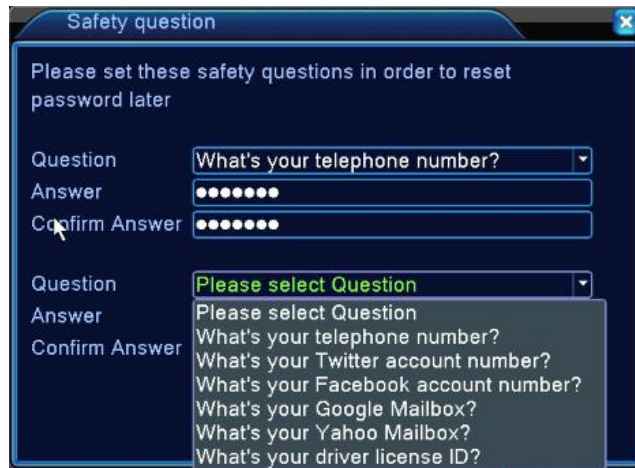 Safety question
Please set these safety questions in order to reset
password later
Question What's your telephone number?
Answer ●●●●●●●
Confirm Answer ●●●●●●●
Question Please select Question
Answer Please select Question
What's your telephone number?
Confirm Answer What's your Twitter account number?
What's your Facebook account number?
What's your Google Mailbox?
What's your Yahoo Mailbox?
What's your driver license ID?